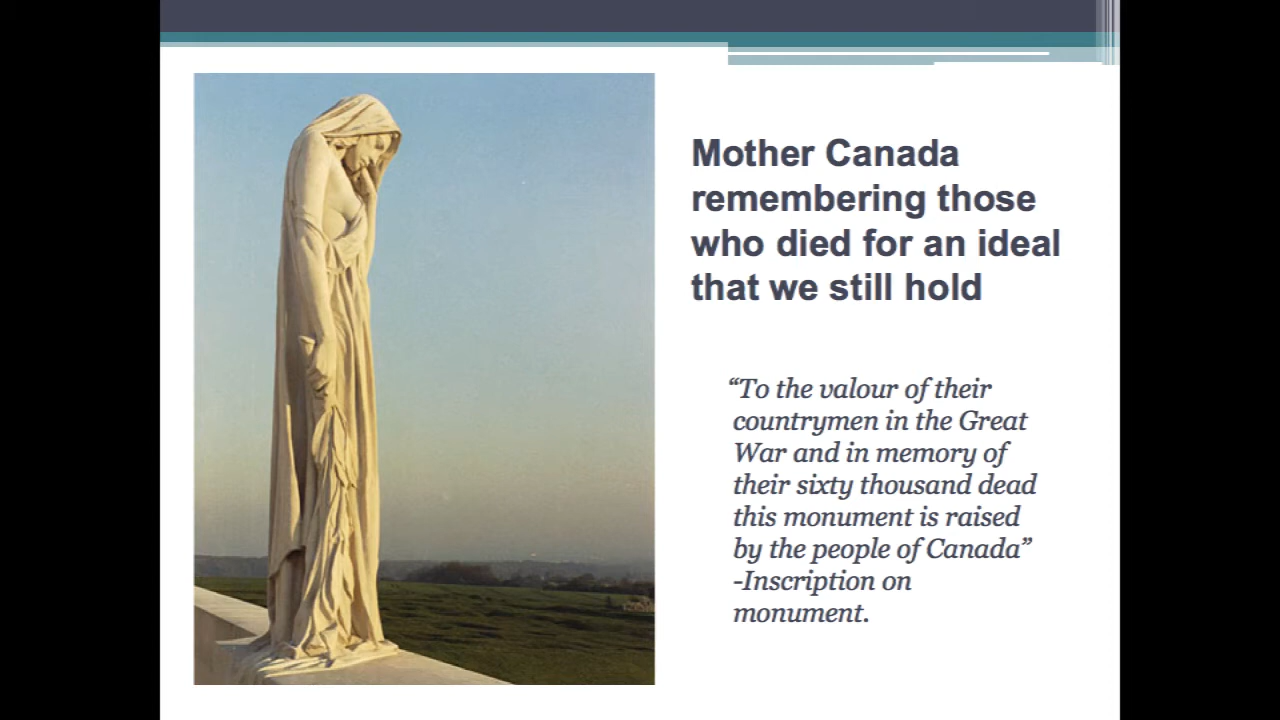 Mother Canada
remembering those
who died for an ideal
that we still hold
“To the valour of their
countrymen in the Great
War and in memory of
their sixty thousand dead
this monument is raised
by the people of Canada”
-Inscription on
monument.